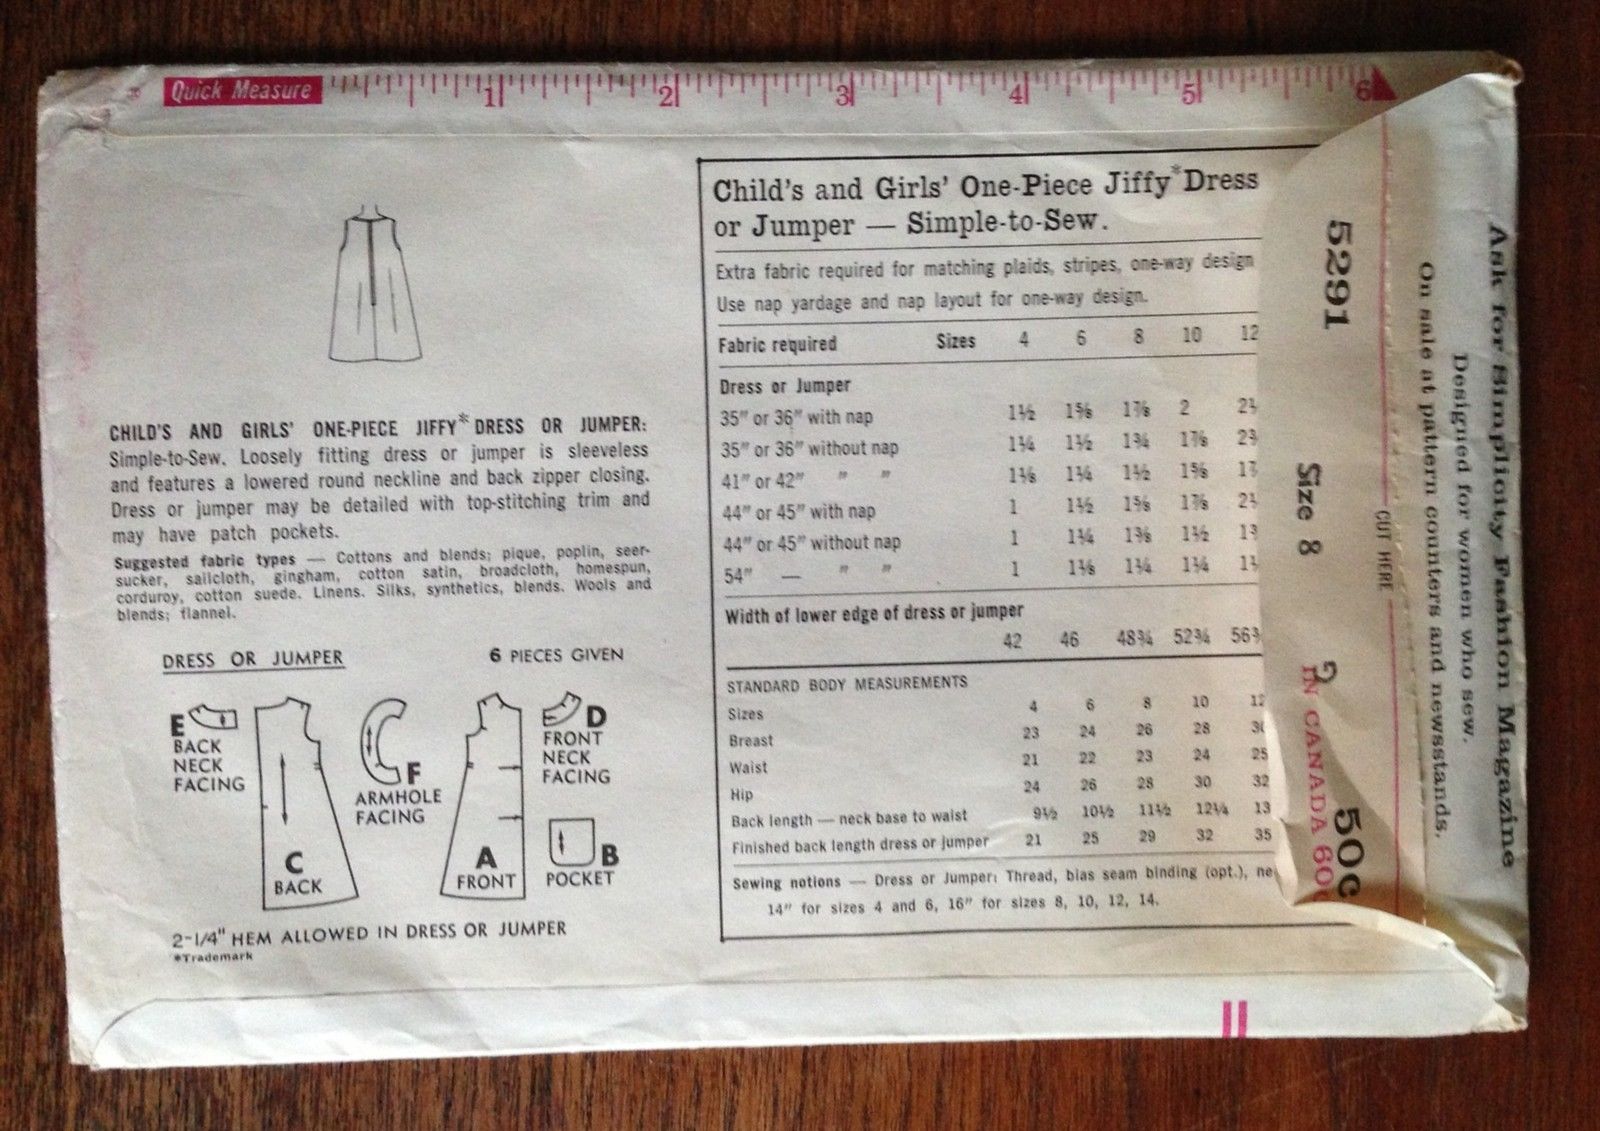 Quick Measure 1 2 3 4 5 6
CHILD'S AND GIRLS' ONE-PIECE JIFFY* DRESS OR JUMPER:
Simple-to-Sew. Loosely fitting dress or jumper is sleeveless
and features a lowered round neckline and back zipper closing.
Dress or jumper may be detailed with top-stitching trim and
may have patch pockets.
Suggested fabric types — Cottons and blends; pique, poplin, seer-
sucker, sailcloth, gingham, cotton satin, broadcloth, homespun,
corduroy, cotton suede. Linens. Silks, synthetics, blends. Wools and
blends; flannel.
DRESS OR JUMPER
6 PIECES GIVEN
E
BACK
NECK
FACING
C
BACK
F
ARMHOLE
FACING
A
FRONT
D
FRONT
NECK
FACING
B
POCKET
2-1/4" HEM ALLOWED IN DRESS OR JUMPER
*Trademark
Child's and Girls' One-Piece Jiffy* Dress
or Jumper — Simple-to-Sew.
Extra fabric required for matching plaids, stripes, one-way design
Use nap yardage and nap layout for one-way design.
Fabric required Sizes 4 6 8 10 12
Dress or Jumper
35" or 36" with nap 1½ 1⅝ 1⅞ 2
35" or 36" without nap 1¼ 1½ 1¾ 1⅞
41" or 42" " " 1⅛ 1¼ 1½ 1⅝
44" or 45" with nap 1 1½ 1⅝ 1⅞
44" or 45" without nap 1 1¼ 1⅜ 1½
54" — " " 1 1⅛ 1¼ 1¼
Width of lower edge of dress or jumper
42 46 48¾ 52¾ 56
STANDARD BODY MEASUREMENTS
Sizes 4 6 8 10 12
Breast 23 24 26 28
Waist 21 22 23 24 25
Hip 24 26 28 30 32
Back length — neck base to waist 9½ 10½ 11½ 12¼ 13
Finished back length dress or jumper 21 25 29 32 35
Sewing notions — Dress or Jumper: Thread, bias seam binding (opt.), ne
14" for sizes 4 and 6, 16" for sizes 8, 10, 12, 14.
5291
Size 8
50¢
IN CANADA 60
CUT HERE
Ask for Simplicity Fashion Magazine
Designed for women who sew.
On sale at pattern counters and newsstands.